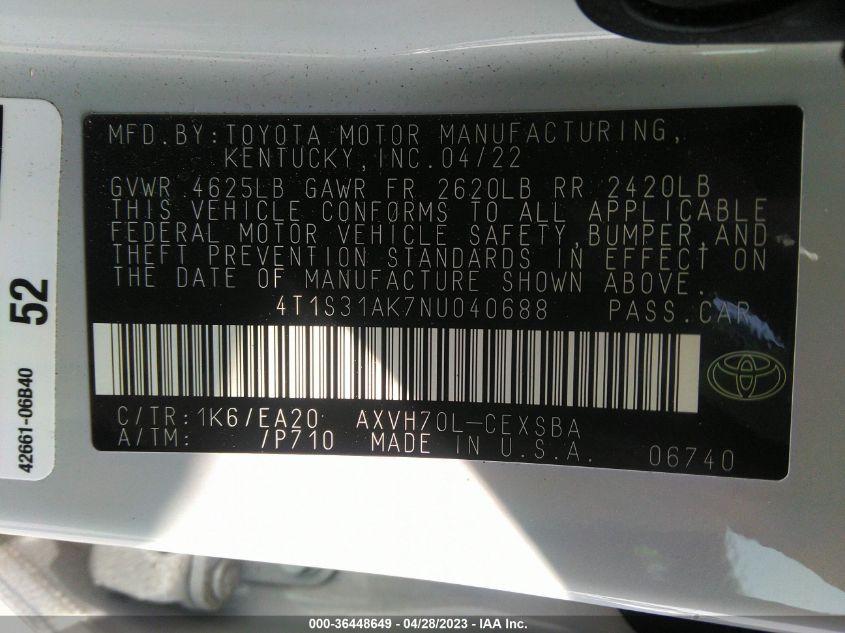 MFD.BY:TOYOTA MOTOR MANUFACTURING,
KENTUCKY,INC.04/22
GVWR 4625LB GAWR FR 2620LB RR 2420LB
THIS VEHICLE CONFORMS TO ALL APPLICABLE
FEDERAL MOTOR VEHICLE SAFETY,BUMPER,AND
THEFT PREVENTION STANDARDS IN EFFECT ON
THE DATE OF MANUFACTURE SHOWN ABOVE.
4T1S31AK7NU040688 PASS.CAR
C/TR:1K6/EA20 AXVH70L-CEXSBA
A/TM: /P710 MADE IN U.S.A. 06740
52
42661-06B40
000-36448649 / 04/28/2023 - IAA Inc.